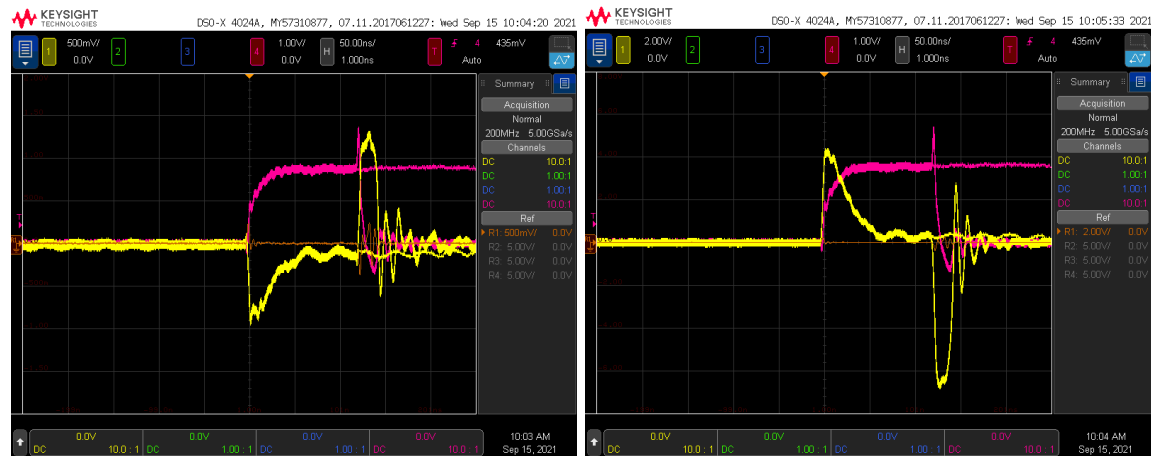 KEYSIGHT
TECHNOLOGIES
DSO-X 4024A, MY57310877, 07.11.2017061227: Wed Sep 15 10:04:20 2021
1 500mV/ 2 3 4 1.00V/ H 50.00ns/ T 4 435mV
0.0V 0.0V 1.000ns Auto
Summary
Acquisition
Normal
200MHz 5.00GSa/s
Channels
DC 10.0:1
DC 1.00:1
DC 1.00:1
DC 10.0:1
Ref
R1: 500mV/ 0.0V
R2: 5.00V/ 0.0V
R3: 5.00V/ 0.0V
R4: 5.00V/ 0.0V
0.0V 0.0V 0.0V 0.0V
DC 10.0 : 1 DC 1.00 : 1 DC 1.00 : 1 DC 10.0 : 1
10:03 AM
Sep 15, 2021
KEYSIGHT
TECHNOLOGIES
DSO-X 4024A, MY57310877, 07.11.2017061227: Wed Sep 15 10:05:33 2021
1 2.00V/ 2 3 4 1.00V/ H 50.00ns/ T 4 435mV
0.0V 0.0V 1.000ns Auto
Summary
Acquisition
Normal
200MHz 5.00GSa/s
Channels
DC 10.0:1
DC 1.00:1
DC 1.00:1
DC 10.0:1
Ref
R1: 2.00V/ 0.0V
R2: 5.00V/ 0.0V
R3: 5.00V/ 0.0V
R4: 5.00V/ 0.0V
0.0V 0.0V 0.0V 0.0V
DC 10.0 : 1 DC 1.00 : 1 DC 1.00 : 1 DC 10.0 : 1
10:04 AM
Sep 15, 2021